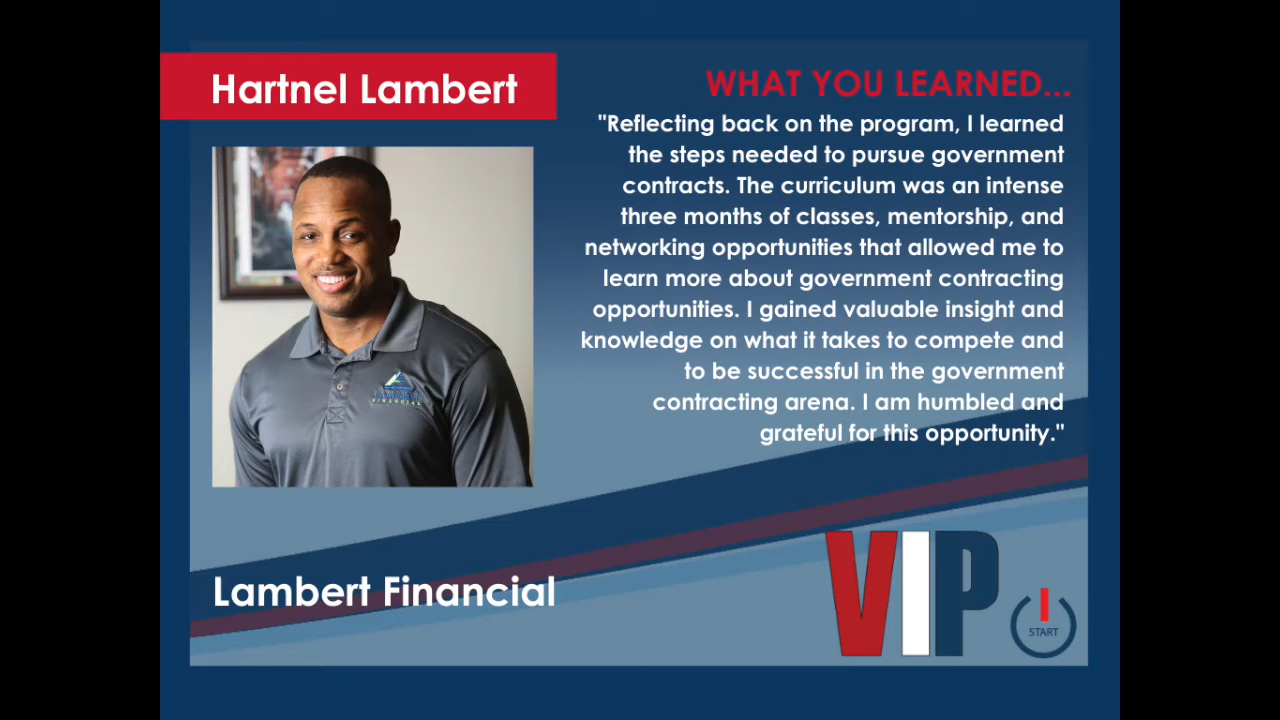 Hartnel Lambert
WHAT YOU LEARNED...
"Reflecting back on the program, I learned
the steps needed to pursue government
contracts. The curriculum was an intense
three months of classes, mentorship, and
networking opportunities that allowed me to
learn more about government contracting
opportunities. I gained valuable insight and
knowledge on what it takes to compete and
to be successful in the government
contracting arena. I am humbled and
grateful for this opportunity."
LAMBERT
FINANCIAL
Lambert Financial
VIP
START